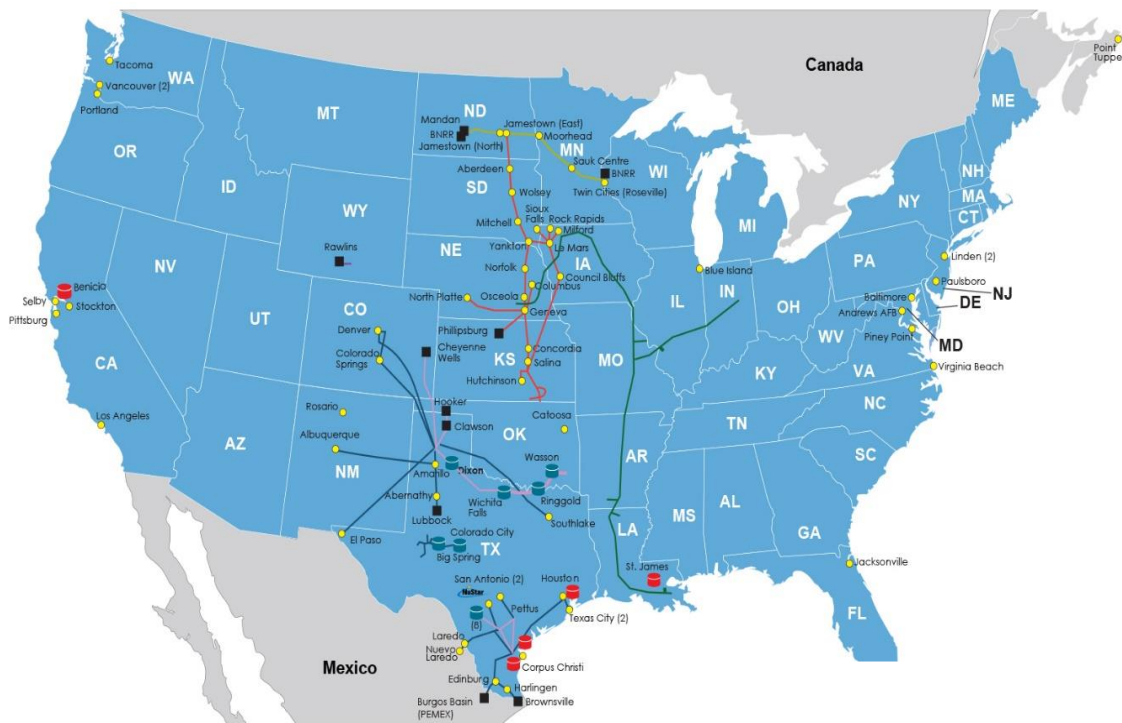 Canada
Point
Tupper
Tacoma
WA
Vancouver (2)
Portland
MT
ND
Mandan
BNRR
Jamestown (North)
Jamestown (East)
Moorhead
MN
Sauk Centre
BNRR
Twin Cities (Roseville)
WI
ME
NH
MA
CT
NY
MI
OR
ID
WY
SD
Aberdeen
Wolsey
Mitchell
Sioux
Falls
Rock Rapids
Milford
Yankton
Le Mars
NE
IA
Rawlins
Norfolk
Council Bluffs
Columbus
North Platte
Osceola
Geneva
Blue Island
IL
IN
OH
PA
Linden (2)
Paulsboro
NJ
Baltimore
DE
Andrews AFB
MD
Piney Point
WV
VA
Virginia Beach
NV
UT
CO
Benicia
Selby
Stockton
Pittsburg
CA
Denver
Colorado
Springs
Phillipsburg
Cheyenne
Wells
KS
Concordia
Salina
Hutchinson
MO
KY
NC
TN
SC
Los Angeles
AZ
Rosario
Albuquerque
NM
Hooker
Clawson
OK
Catoosa
AR
Amarillo
Dixon
Wasson
Abernathy
Lubbock
Wichita
Falls
Ringgold
Southlake
MS
AL
GA
LA
El Paso
Colorado City
Big Spring
TX
St. James
Jacksonville
FL
San Antonio (2)
Houston
NuStar
Pettus
(8)
Texas City (2)
Laredo
Nuevo
Laredo
Mexico
Corpus Christi
Edinburg
Harlingen
Burgos Basin
(PEMEX)
Brownsville